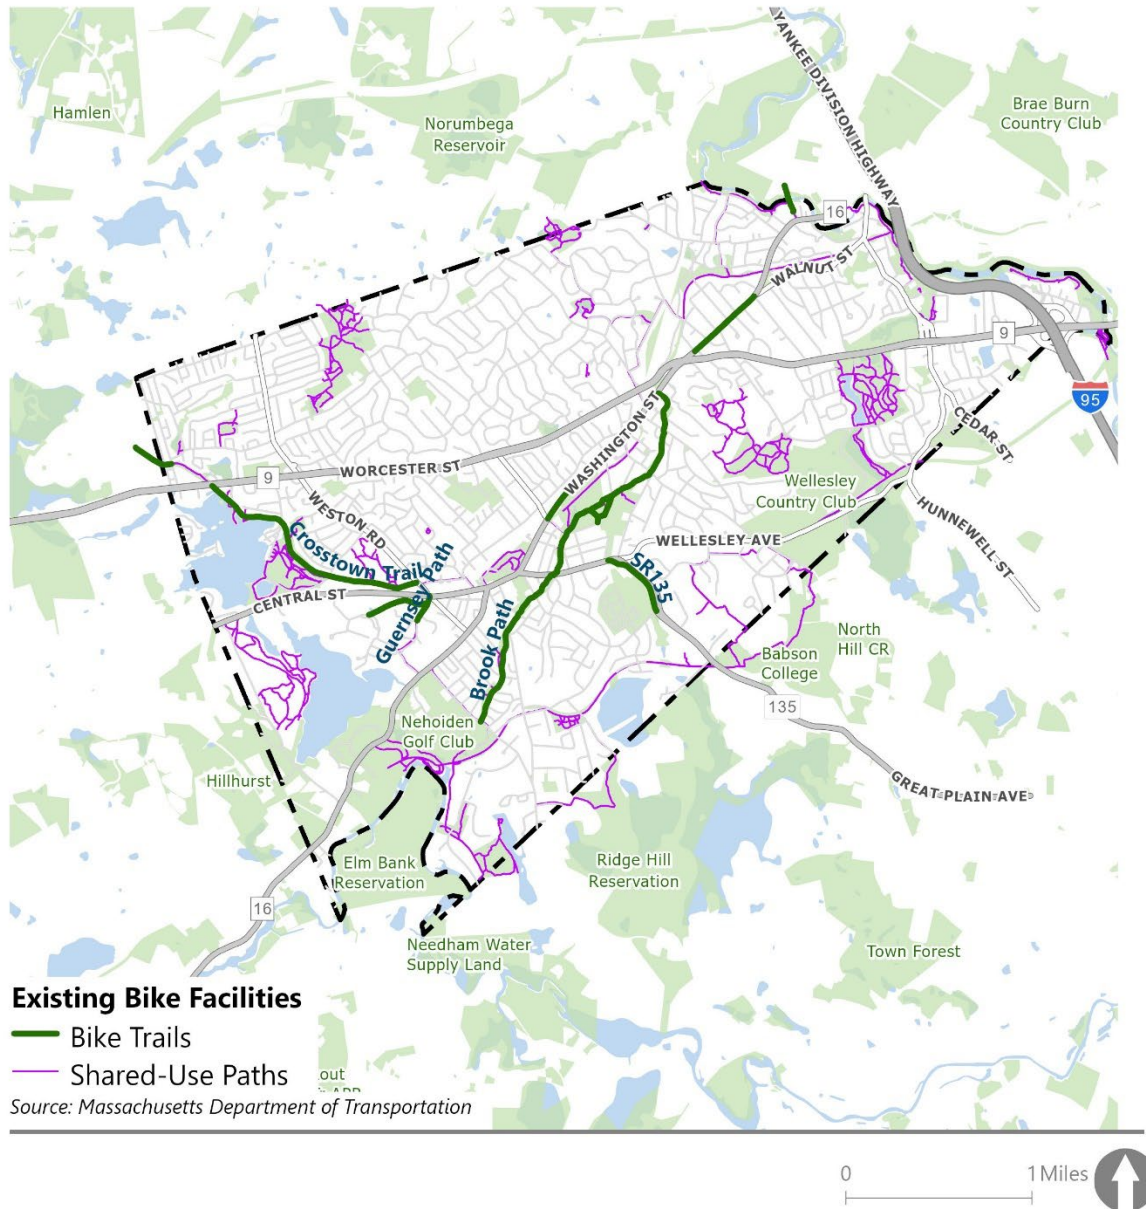 Hamlen
Norumbega
Reservoir
YANKEE DIVISION HIGHWAY
Brae Burn
Country Club
16
WALNUT ST
9
95
CEDAR ST
WORCESTER ST
9
WASHINGTON ST
Wellesley
Country Club
HUNNEWELL ST
WESTON RD
WELLESLEY AVE
Crosstown Trail
Guernsey Path
SR135
CENTRAL ST
Brook Path
North
Hill CR
Babson
College
135
Nehoiden
Golf Club
Hillhurst
GREAT PLAIN AVE
Elm Bank
Reservation
Ridge Hill
Reservation
16
Needham Water
Supply Land
Town Forest
Existing Bike Facilities
Bike Trails
Shared-Use Paths
out
Source: Massachusetts Department of Transportation
0
1 Miles